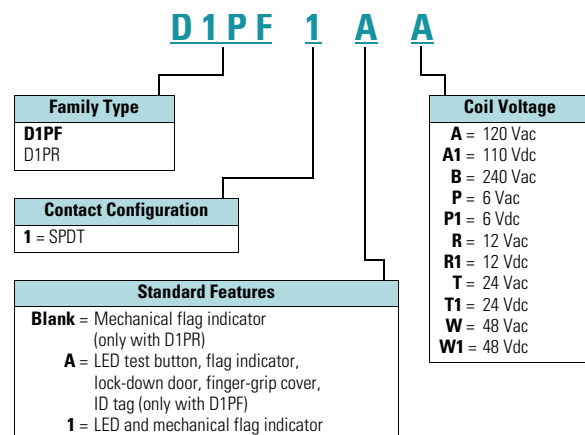 D1PF 1 A A
Family Type
D1PF
D1PR
Contact Configuration
1 = SPDT
Standard Features
Blank = Mechanical flag indicator
(only with D1PR)
A = LED test button, flag indicator,
lock-down door, finger-grip cover,
ID tag (only with D1PF)
1 = LED and mechanical flag indicator
Coil Voltage
A = 120 Vac
A1 = 110 Vdc
B = 240 Vac
P = 6 Vac
P1 = 6 Vdc
R = 12 Vac
R1 = 12 Vdc
T = 24 Vac
T1 = 24 Vdc
W = 48 Vac
W1 = 48 Vdc